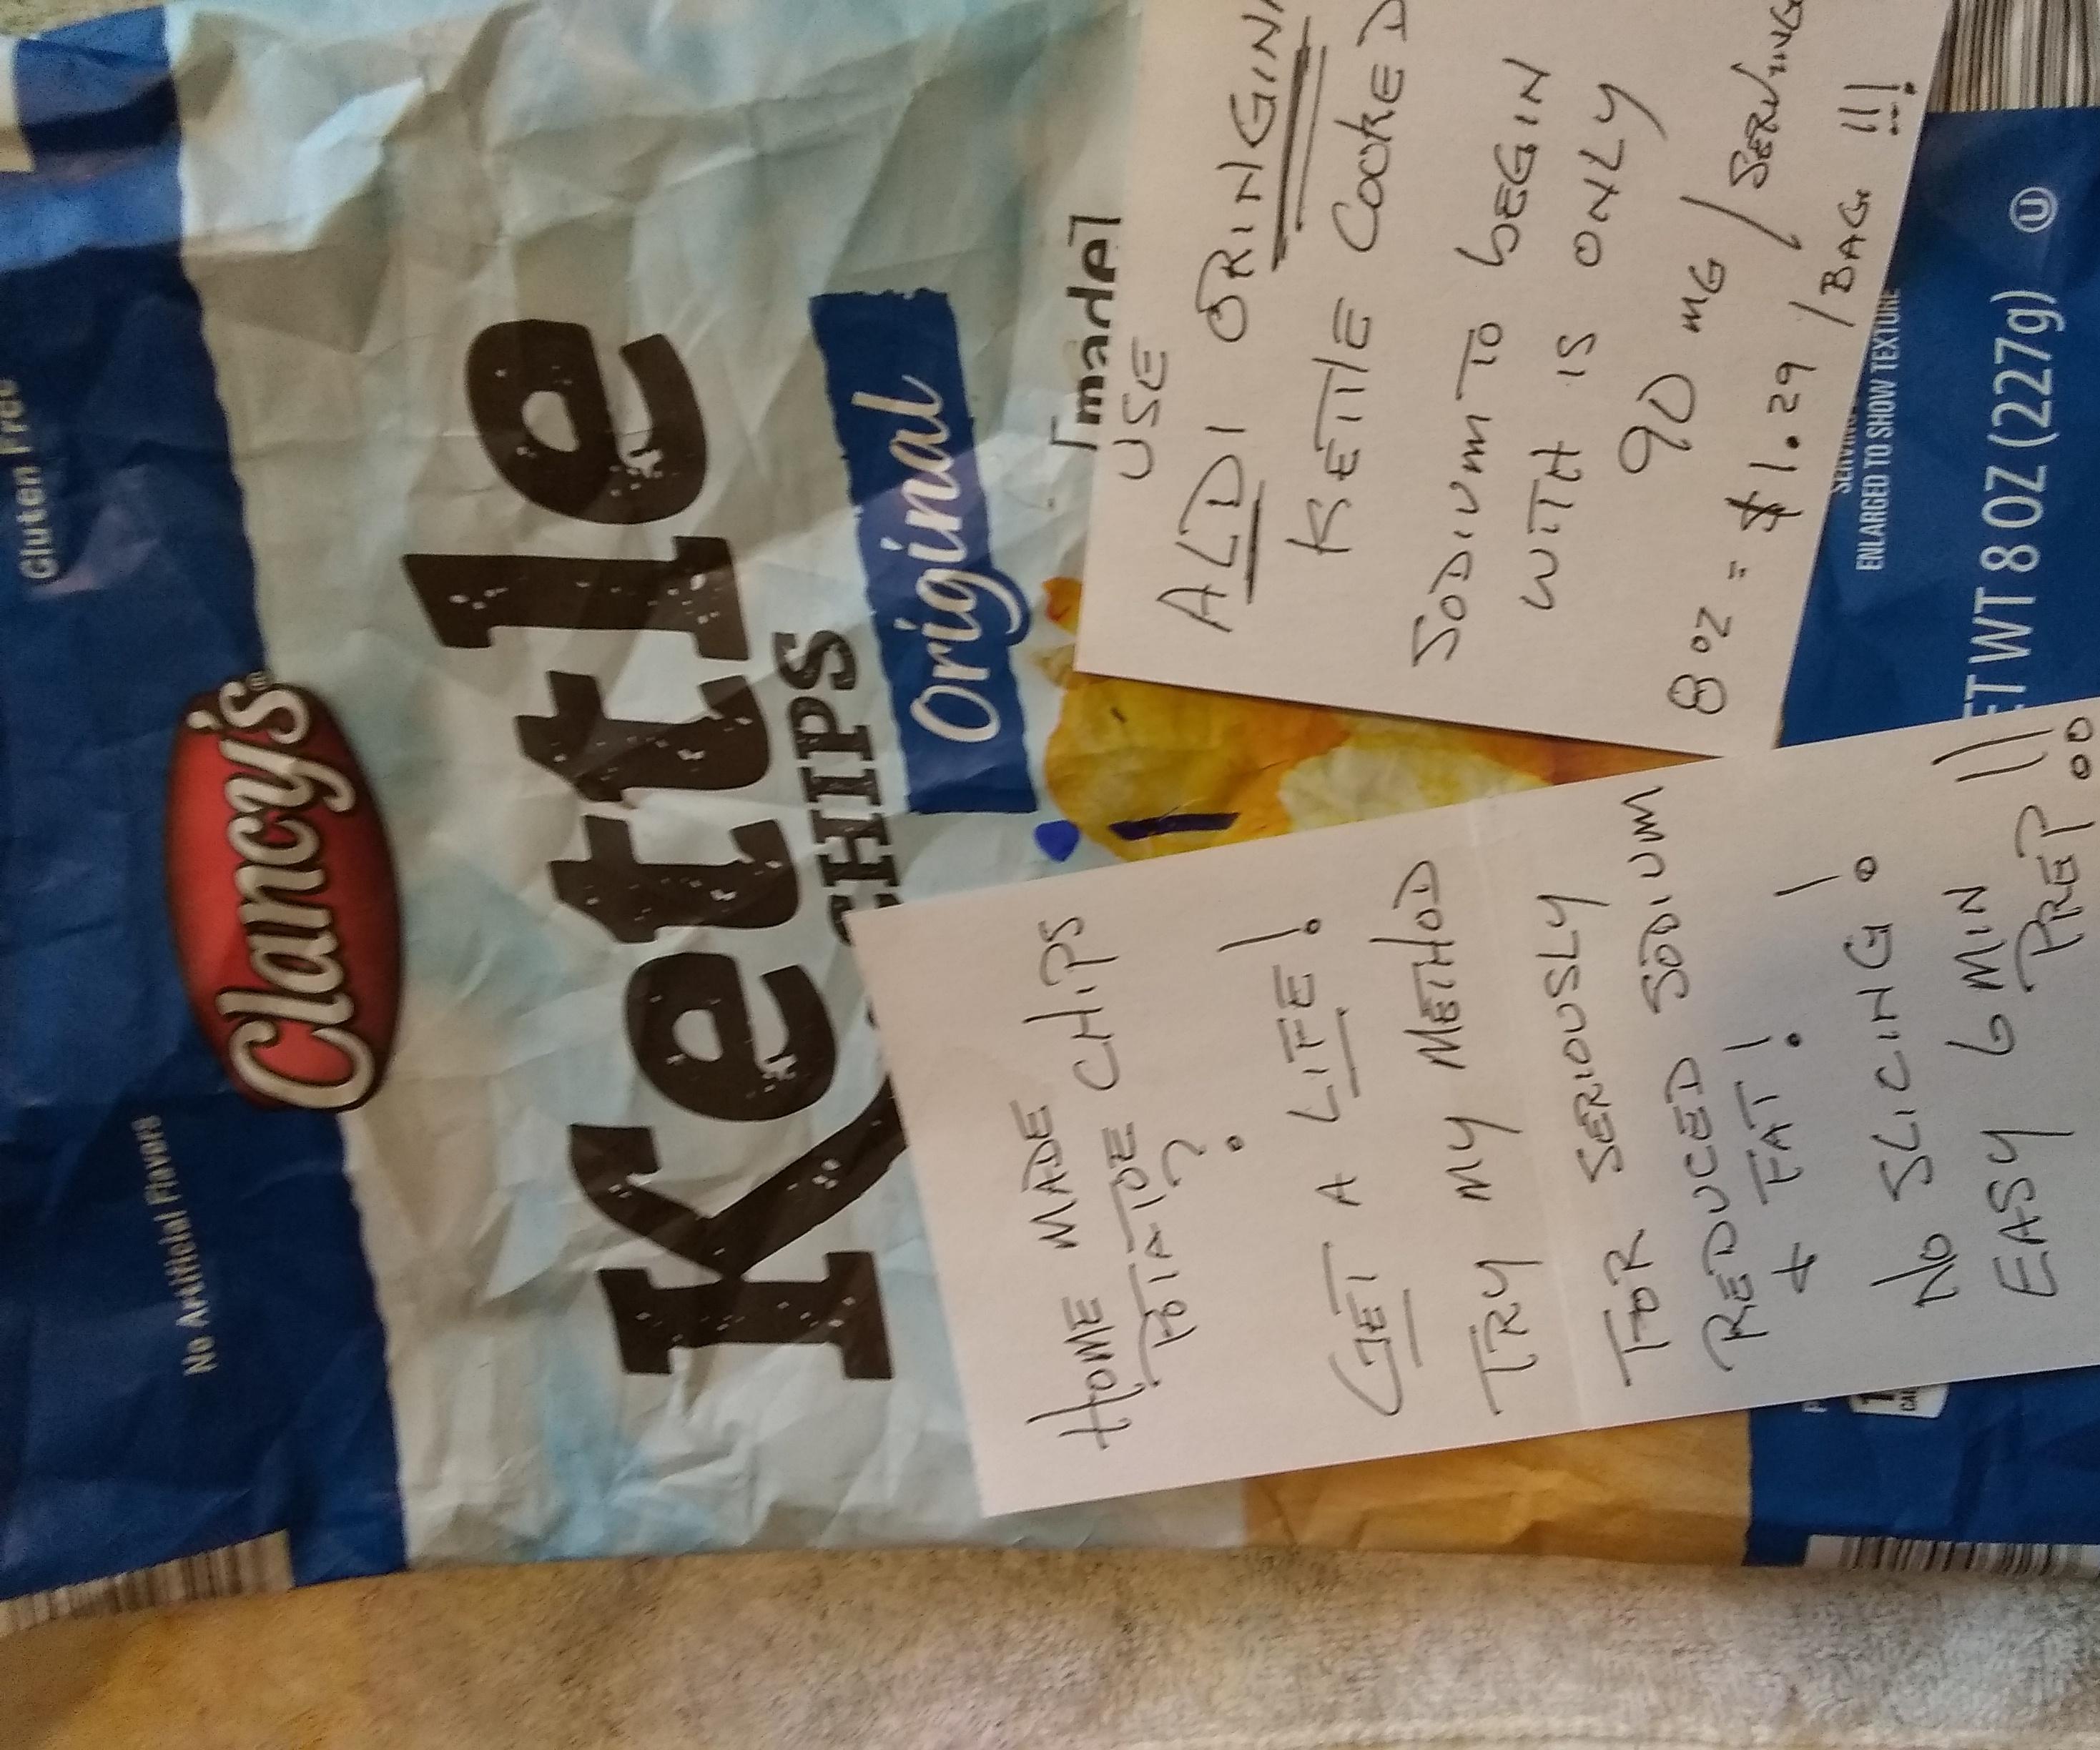 Gluten Free
No Artificial Flavors
Clancy's®
Kettle
CHIPS
Original
made
USE
ALDI
KETTLE COOKED
SODIUM TO BEGIN
WITH IS ONLY
90 MG / SERVING
8 OZ = $1.29 / BAG !!!
HOME MADE
POTATOE CHIPS
?
GET A LIFE!
TRY MY METHOD
FOR SERIOUSLY
REDUCED SODIUM
& FAT!!
NO SLICING!
EASY 6 MIN
PREP!!
ENLARGED TO SHOW TEXTURE
WT 8 OZ (227g) U